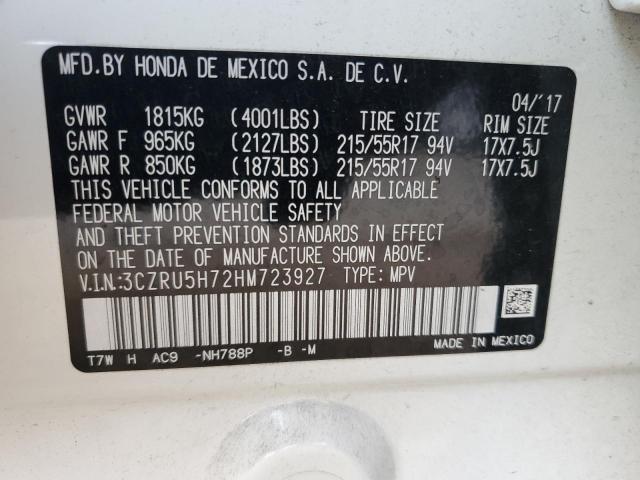 MFD.BY HONDA DE MEXICO S.A. DE C.V.
04/'17
GVWR 1815KG (4001LBS) TIRE SIZE RIM SIZE
GAWR F 965KG (2127LBS) 215/55R17 94V 17X7.5J
GAWR R 850KG (1873LBS) 215/55R17 94V 17X7.5J
THIS VEHICLE CONFORMS TO ALL APPLICABLE
FEDERAL MOTOR VEHICLE SAFETY
AND THEFT PREVENTION STANDARDS IN EFFECT
ON THE DATE OF MANUFACTURE SHOWN ABOVE.
V.I.N.:3CZRU5H72HM723927 TYPE: MPV
T7W H AC9 -NH788P -B -M
MADE IN MEXICO